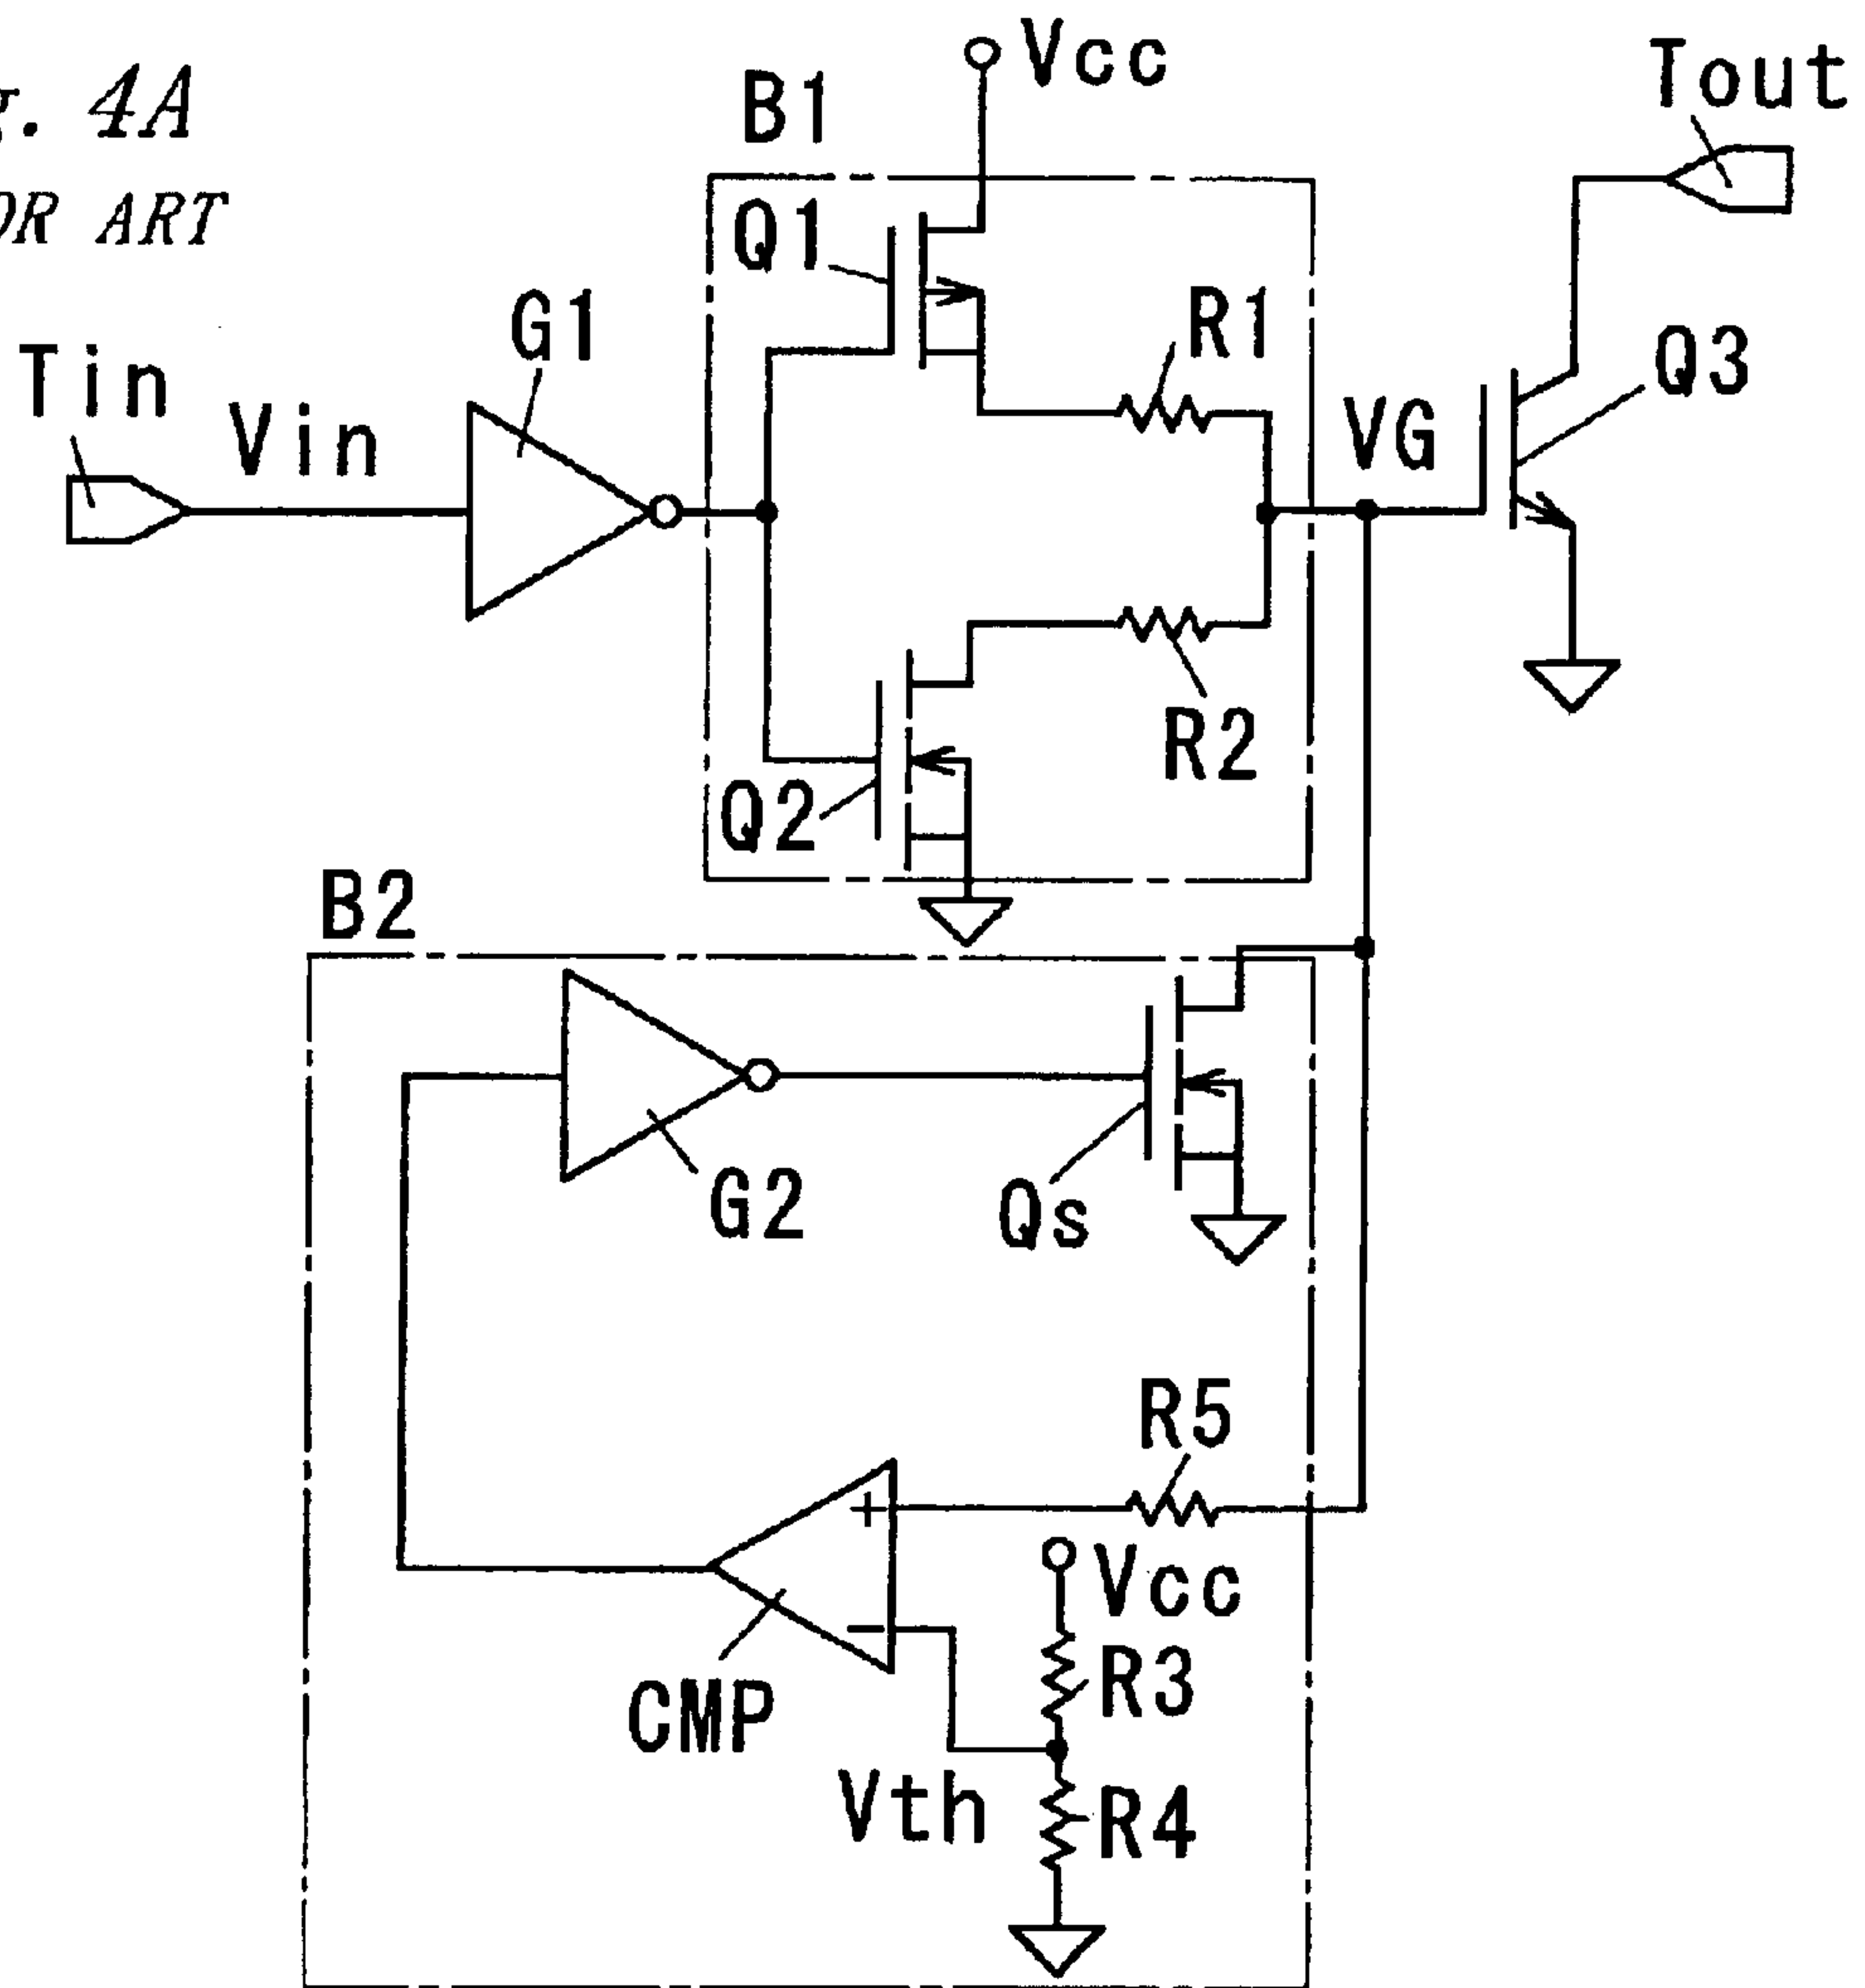 4A
ART
Vcc
Tout
B1
Q1
G1
R1
Q3
Tin
Vin
VG
R2
Q2
B2
G2
Qs
R5
+
Vcc
−
R3
CMP
Vth
R4